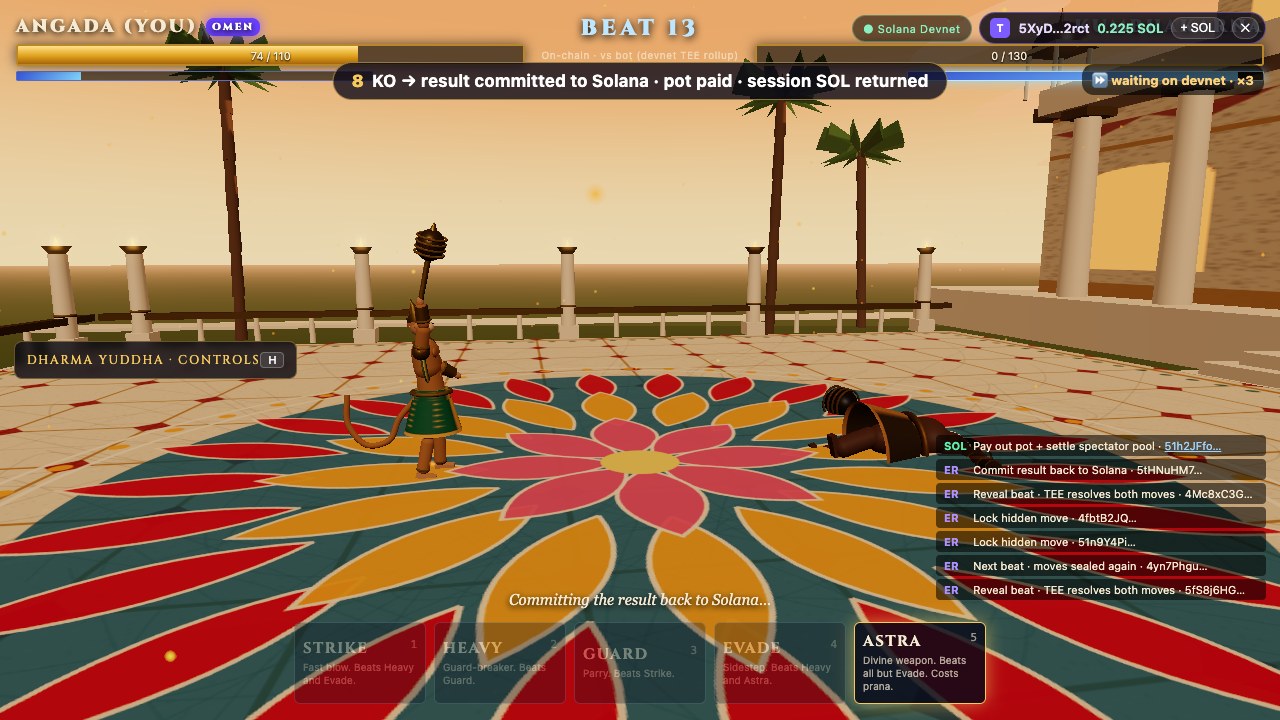 ANGADA (YOU) OMEN
BEAT 13
Solana Devnet
T 5XyD...2rct 0.225 SOL + SOL ✕
74 / 110
On-chain · vs bot (devnet TEE rollup)
0 / 130
8 KO → result committed to Solana · pot paid · session SOL returned
⏩ waiting on devnet · ×3
DHARMA YUDDHA · CONTROLS H
SOL Pay out pot + settle spectator pool · 51h2JFfo...
ER Commit result back to Solana · 5tHNuHM7...
ER Reveal beat · TEE resolves both moves · 4Mc8xC3G...
ER Lock hidden move · 4fbtB2JQ...
ER Lock hidden move · 51n9Y4Pi...
ER Next beat · moves sealed again · 4yn7Phgu...
ER Reveal beat · TEE resolves both moves · 5fS8j6HG...
Committing the result back to Solana...
STRIKE 1
Fast blow. Beats Heavy
and Evade.
HEAVY 2
Guard-breaker. Beats
Guard.
GUARD 3
Parry. Beats Strike.
EVADE 4
Sidestep. Beats Heavy
and Astra.
ASTRA 5
Divine weapon. Beats
all but Evade. Costs
prana.